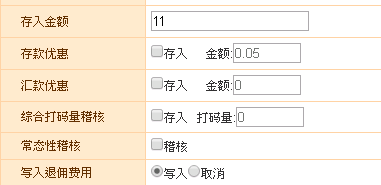 存入金额 11
存款优惠 存入 金额:0.05
汇款优惠 存入 金额:0
综合打码量稽核 存入 打码量:0
常态性稽核 稽核
写入退佣费用 写入 取消